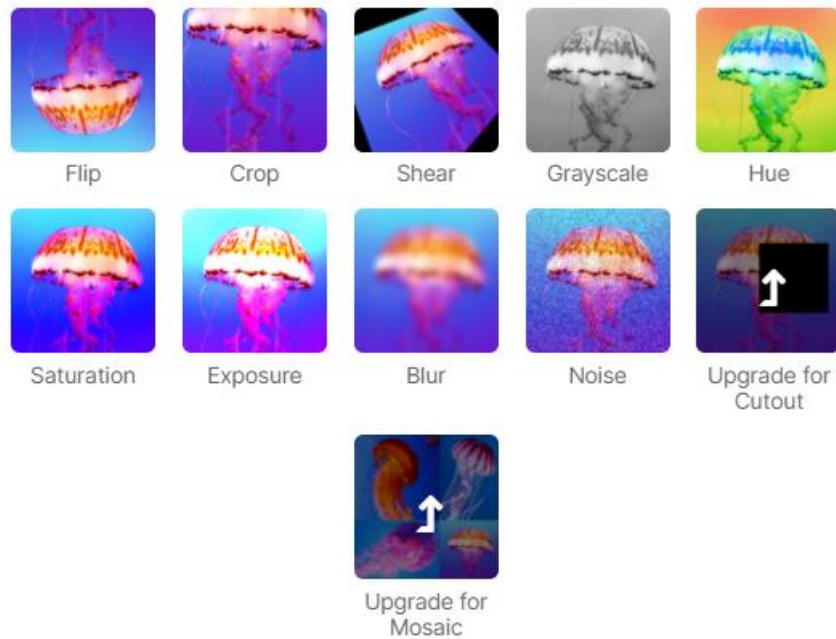 Flip
Crop
Shear
Grayscale
Hue
Saturation
Exposure
Blur
Noise
Upgrade for
Cutout
Upgrade for
Mosaic